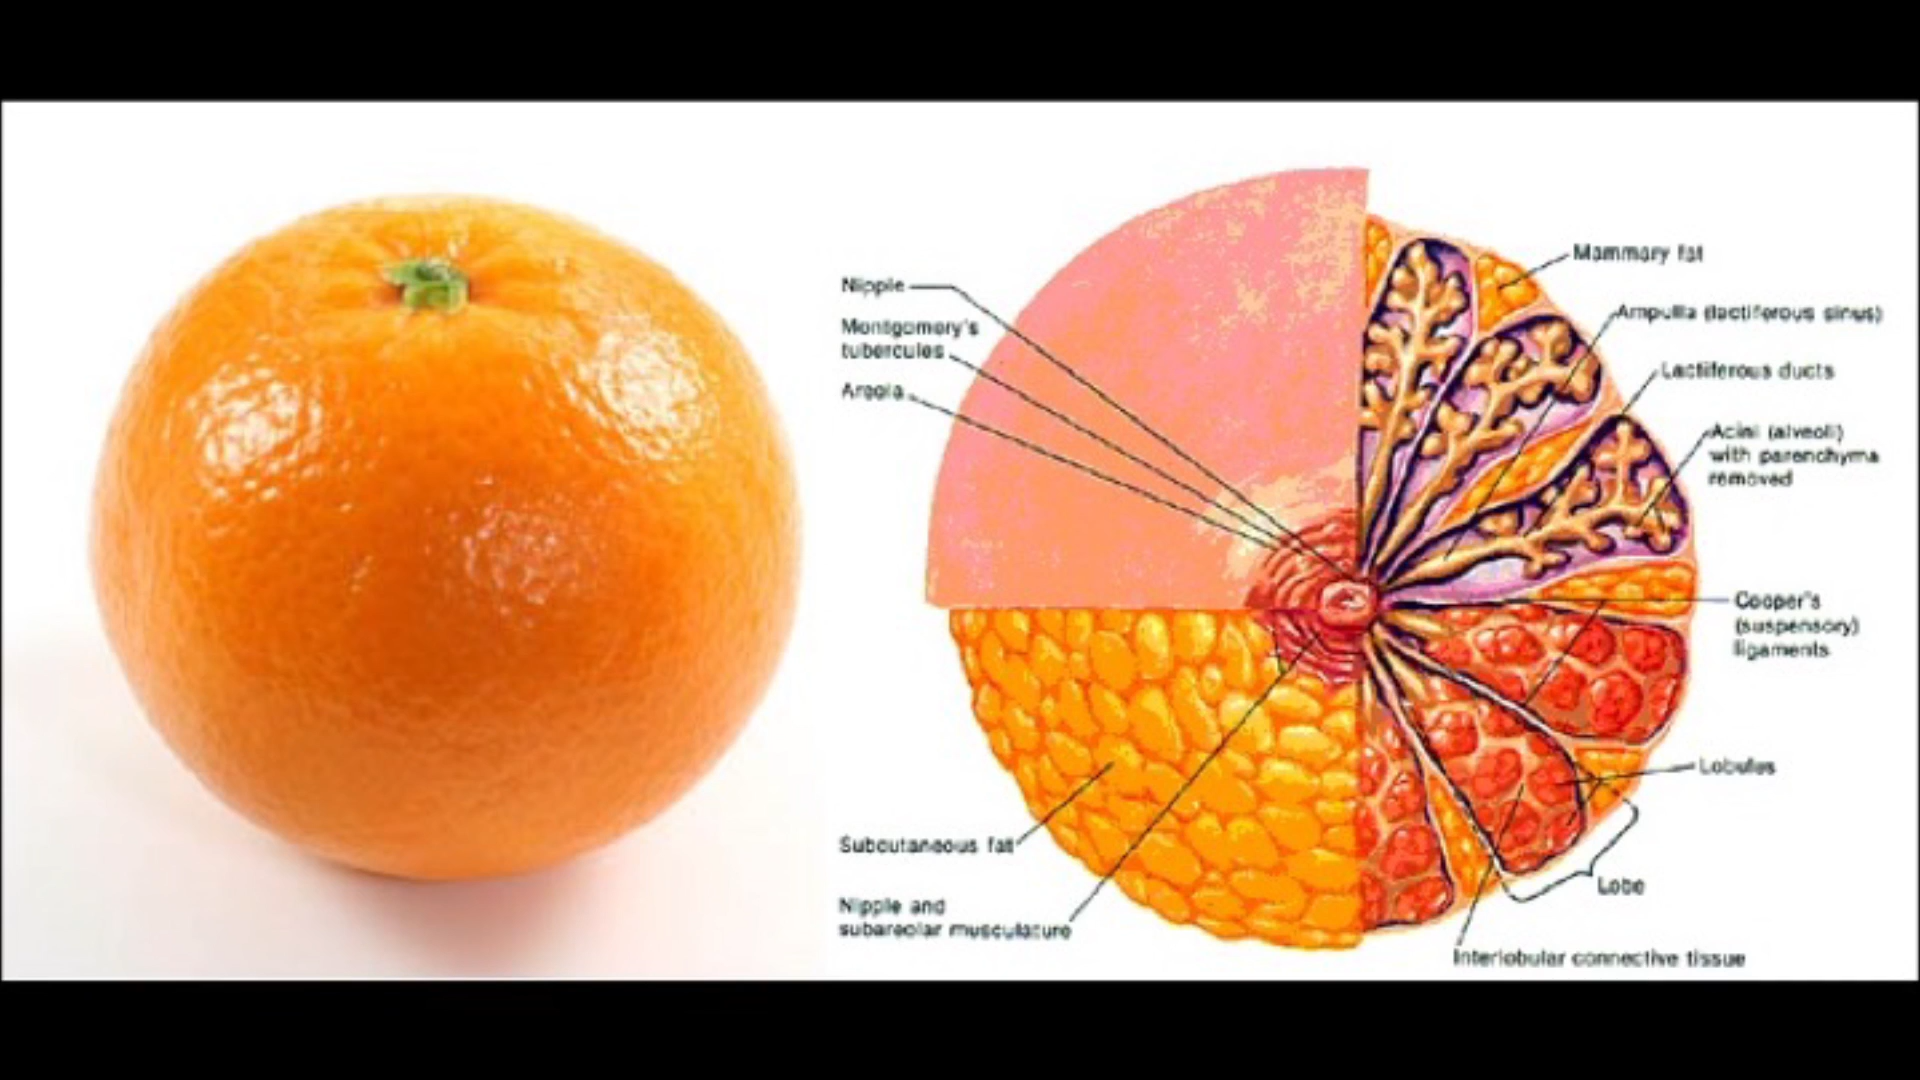 Nipple
Montgomery's
tubercules
Areola
Subcutaneous fat
Nipple and
subareolar musculature
Mammary fat
Ampulla (lactiferous sinus)
Lactiferous ducts
Acini (alveoli)
with parenchyma
removed
Cooper's
(suspensory)
ligaments
Lobules
Lobe
Interlobular connective tissue